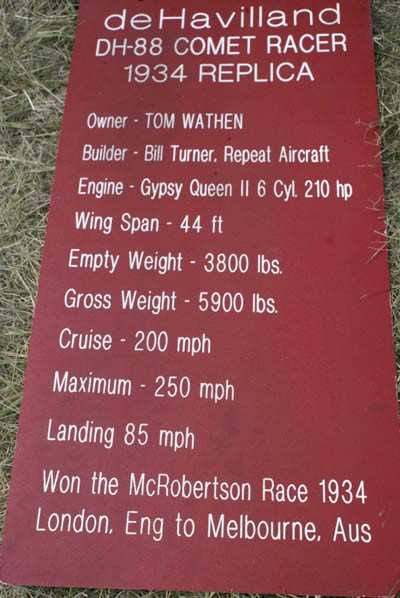 deHavilland
DH-88 COMET RACER
1934 REPLICA
Owner - TOM WATHEN
Builder - Bill Turner, Repeat Aircraft
Engine - Gypsy Queen II 6 Cyl. 210 hp
Wing Span - 44 ft
Empty Weight - 3800 lbs.
Gross Weight - 5900 lbs.
Cruise - 200 mph
Maximum - 250 mph
Landing 85 mph
Won the McRobertson Race 1934
London, Eng to Melbourne, Aus